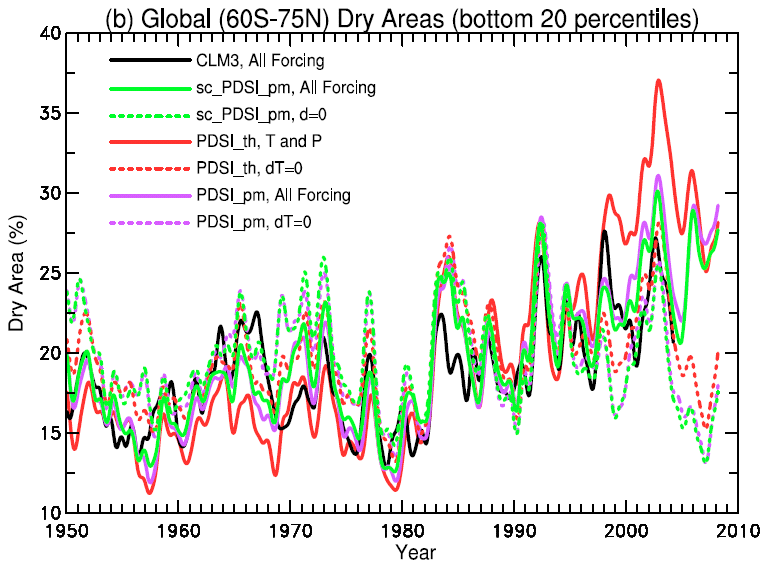 (b) Global (60S-75N) Dry Areas (bottom 20 percentiles)
40
35
30
25
20
15
10
Dry Area (%)
CLM3, All Forcing
sc_PDSI_pm, All Forcing
sc_PDSI_pm, d=0
PDSI_th, T and P
PDSI_th, dT=0
PDSI_pm, All Forcing
PDSI_pm, dT=0
1950 1960 1970 1980 1990 2000 2010
Year